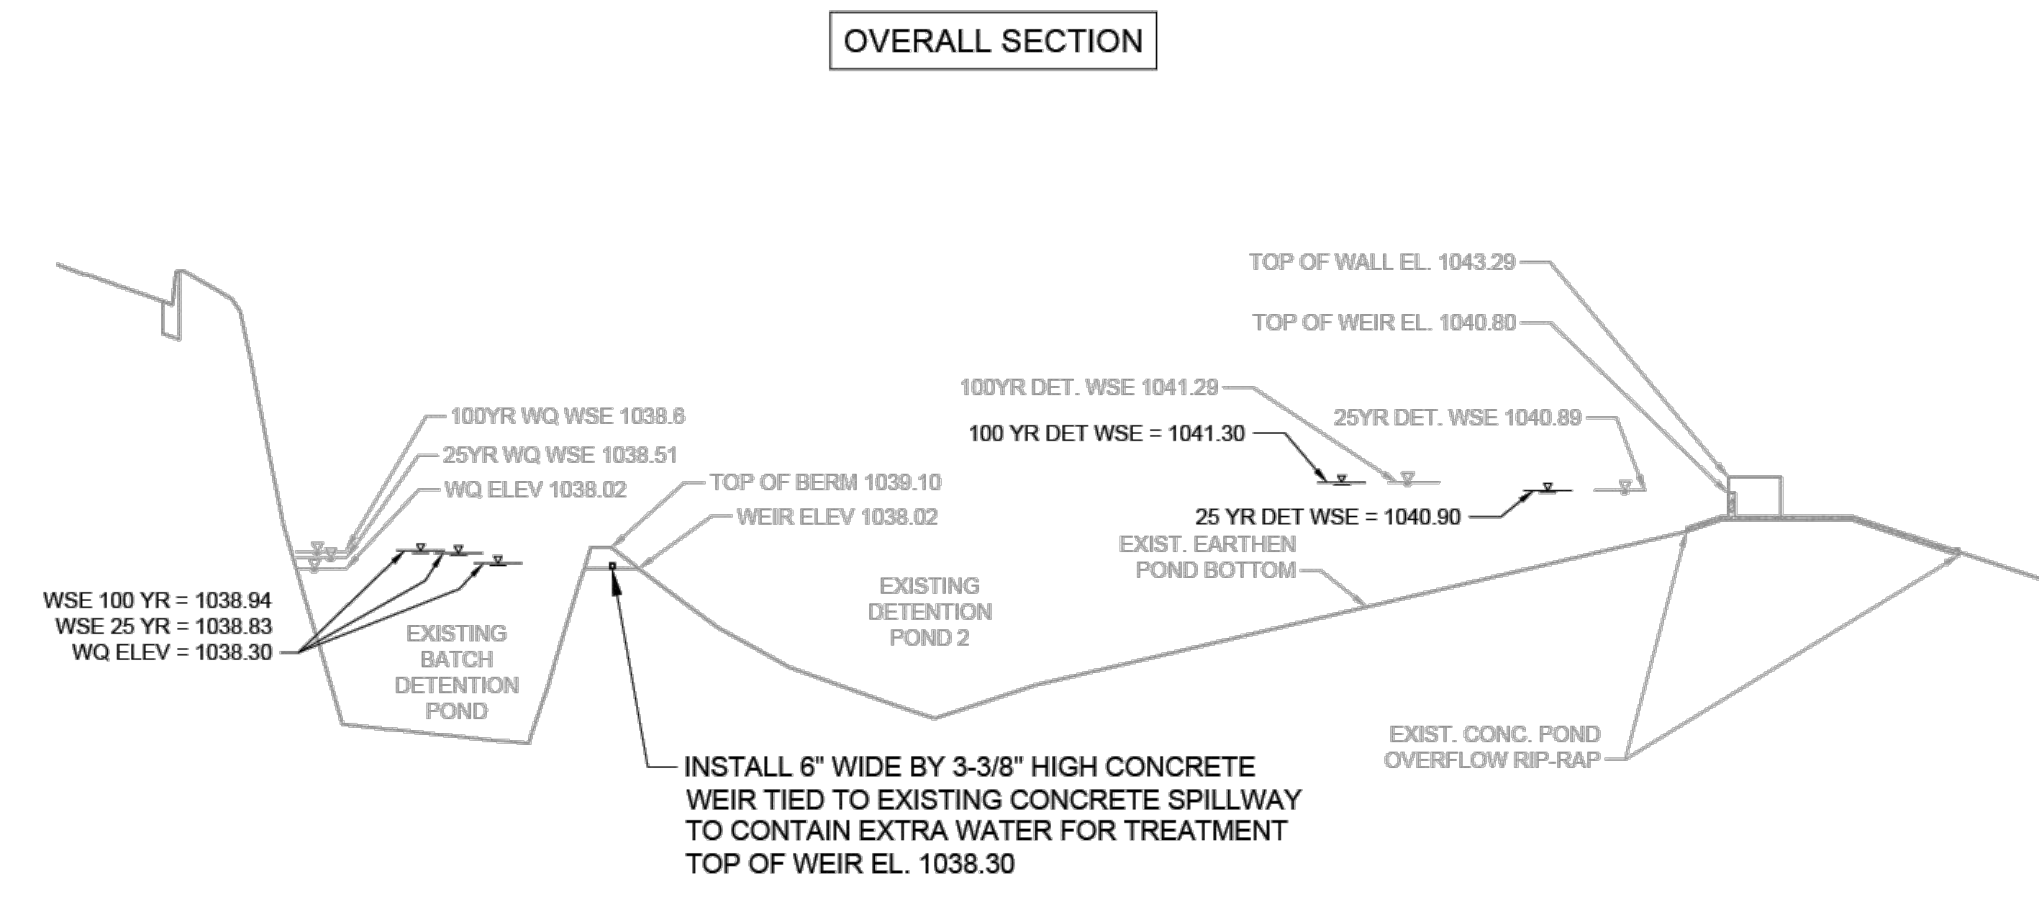 OVERALL SECTION
TOP OF WALL EL. 1043.29
TOP OF WEIR EL. 1040.80
100YR DET. WSE 1041.29
25YR DET. WSE 1040.89
100 YR DET WSE = 1041.30
25 YR DET WSE = 1040.90
100YR WQ WSE 1038.6
25YR WQ WSE 1038.51
WQ ELEV 1038.02
TOP OF BERM 1039.10
WEIR ELEV 1038.02
EXIST. EARTHEN
POND BOTTOM
EXISTING
DETENTION
POND 2
WSE 100 YR = 1038.94
WSE 25 YR = 1038.83
WQ ELEV = 1038.30
EXISTING
BATCH
DETENTION
POND
EXIST. CONC. POND
OVERFLOW RIP-RAP
INSTALL 6" WIDE BY 3-3/8" HIGH CONCRETE
WEIR TIED TO EXISTING CONCRETE SPILLWAY
TO CONTAIN EXTRA WATER FOR TREATMENT
TOP OF WEIR EL. 1038.30